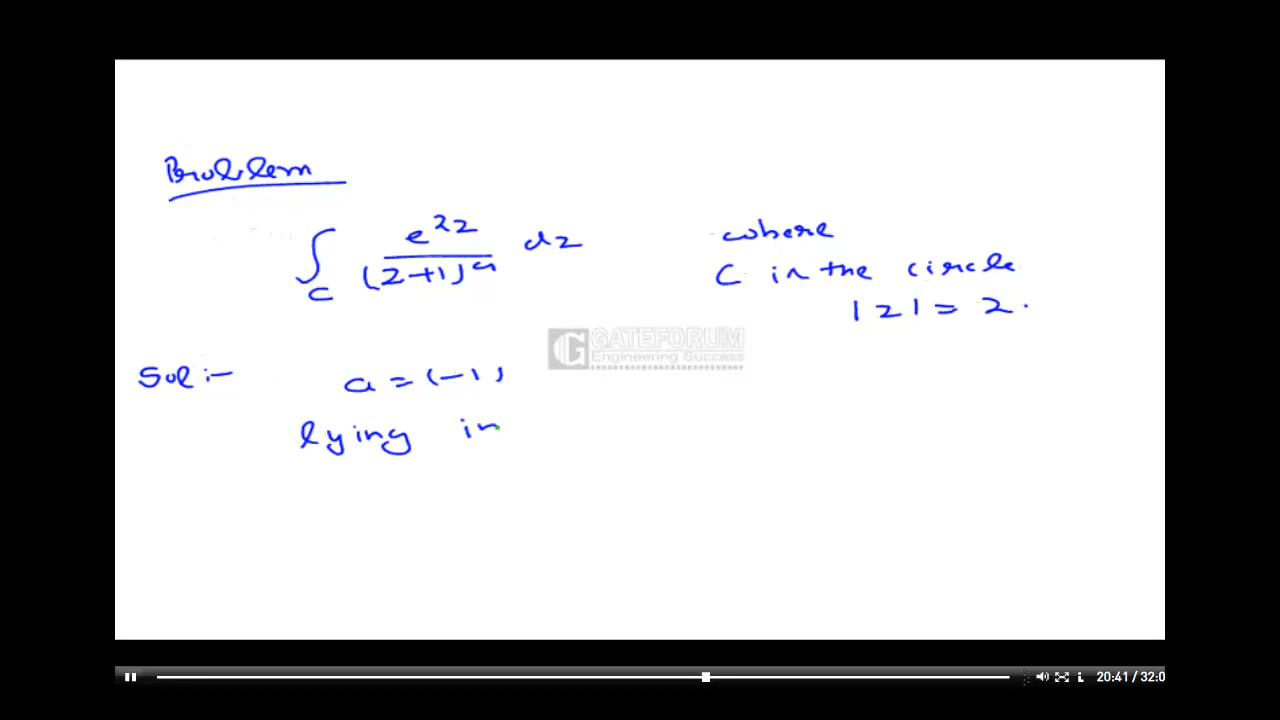 Problem
∫ e^2z / (z+1)^4 dz where
C C in the circle
|z| = 2.
GATEFORUM
Engineering Success
Sol:- a = (-1)
lying in
20:41 / 32:0